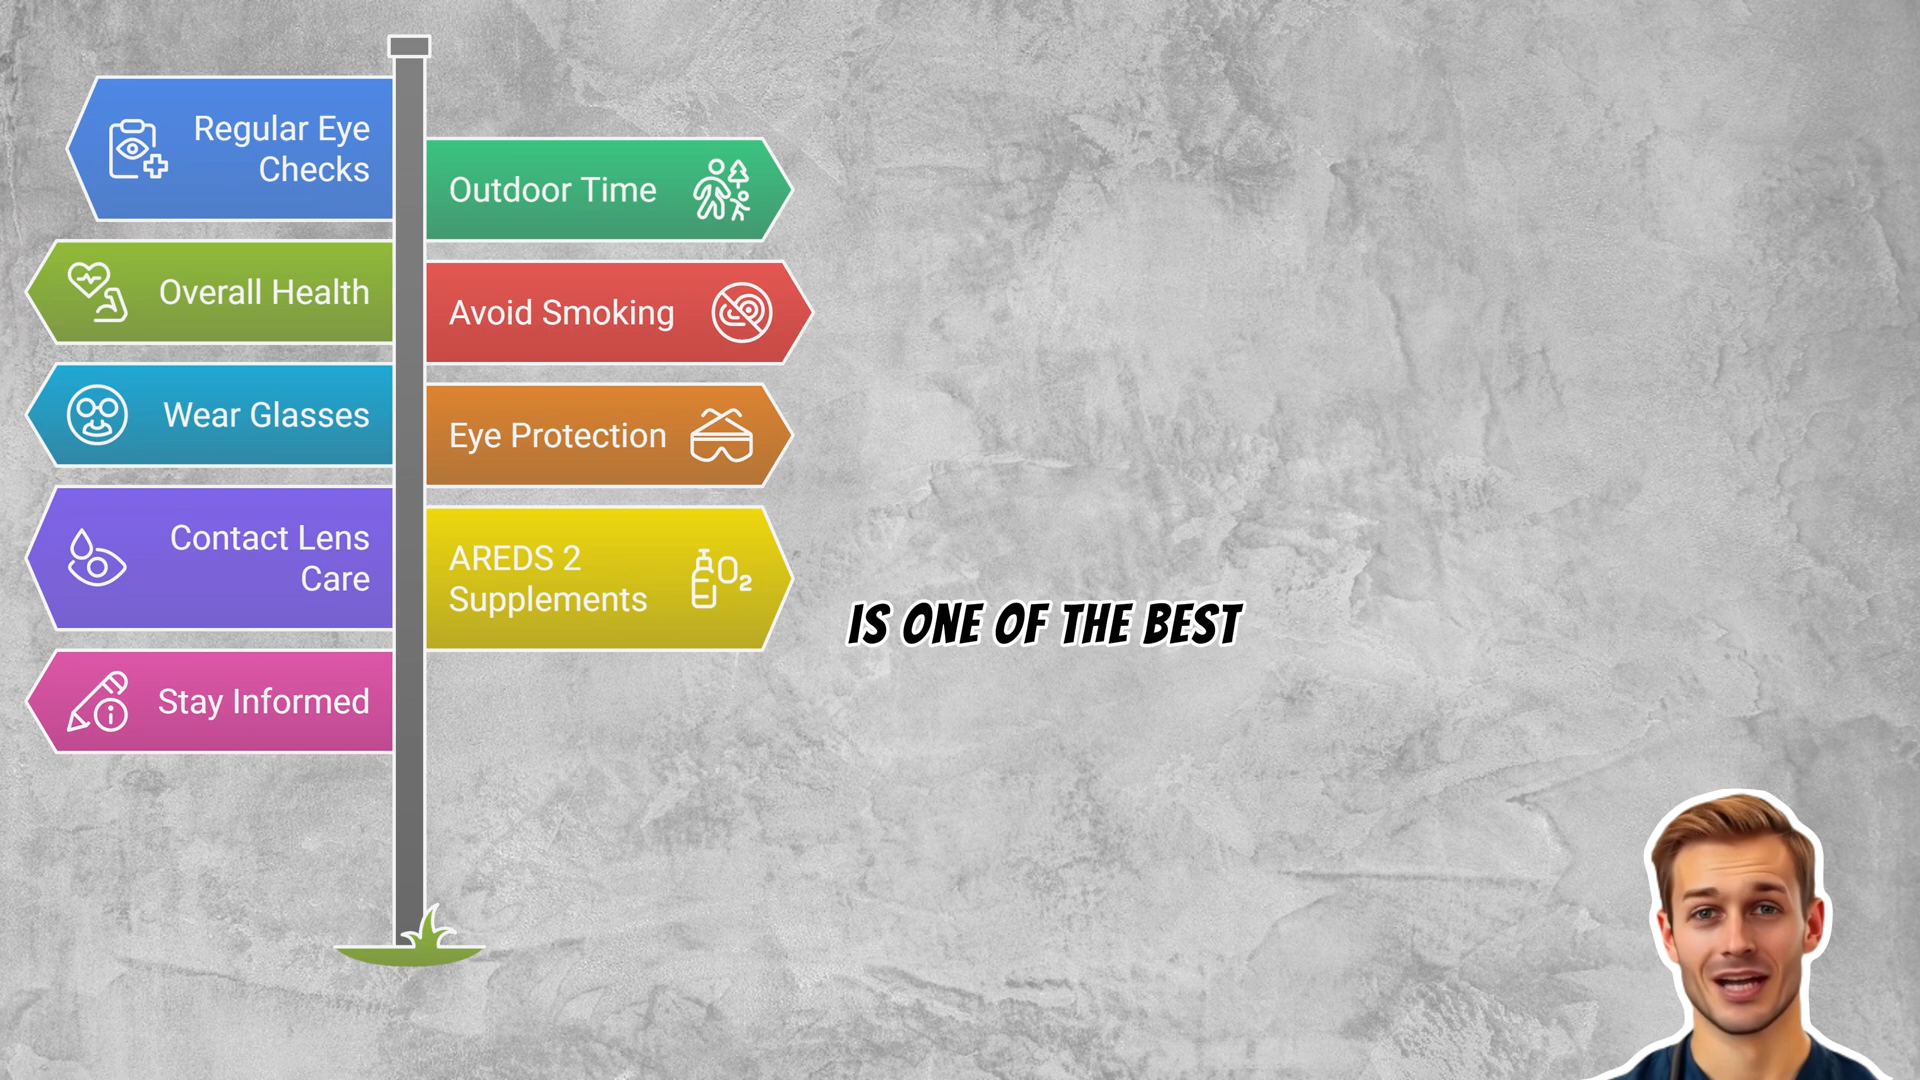 Regular Eye
Checks
Outdoor Time
Overall Health
Avoid Smoking
Wear Glasses
Eye Protection
Contact Lens
Care
AREDS 2
Supplements
O2
IS ONE OF THE BEST
Stay Informed